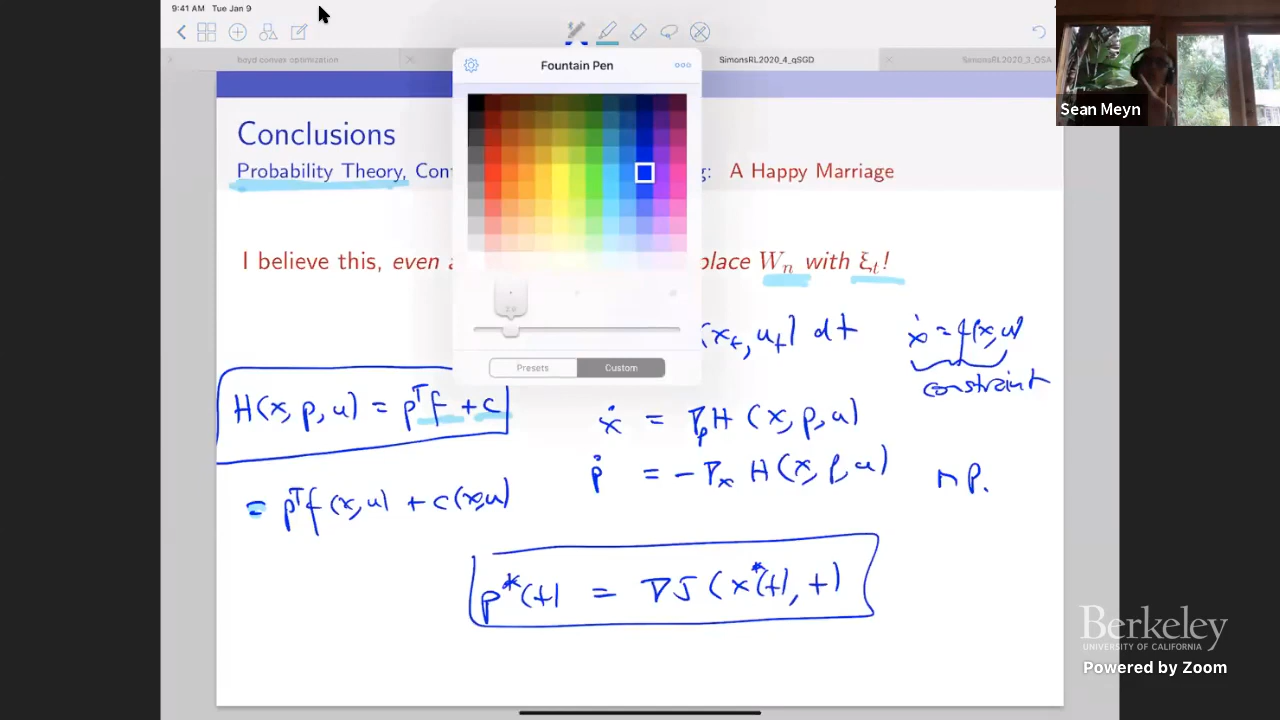 9:41 AM Tue Jan 9
boyd convex optimization
SimonsRL2020_4_qSGD
SimonsRL2020_3_QSA
Fountain Pen
Sean Meyn
Conclusions
Probability Theory, Con
g: A Happy Marriage
I believe this, even a
place Wₙ with ξₜ!
Presets
Custom
(xₜ, uₜ) dt
ẋ = f(x,u)
constraint
H(x, p, u) = pᵀf + c
ẋ = ∇ₚH (x, p, u)
ṗ = -∇ₓ H(x, p, u)
M P.
= pᵀf(x,u) + c(x,u)
p*(t) = ∇J (x*(t), t)
Berkeley
UNIVERSITY OF CALIFORNIA
Powered by Zoom